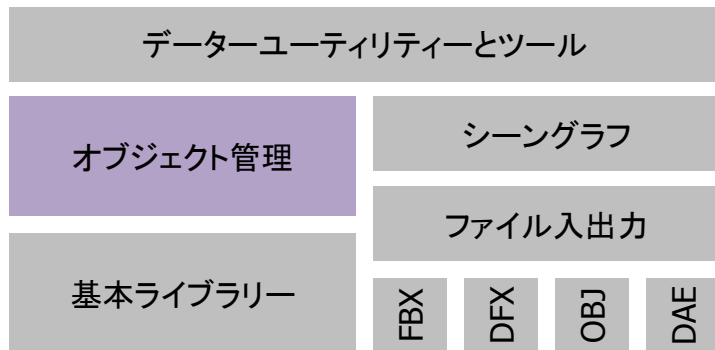 データーユーティリティーとツール
オブジェクト管理
シーングラフ
ファイル入出力
基本ライブラリー
FBX
DFX
OBJ
DAE